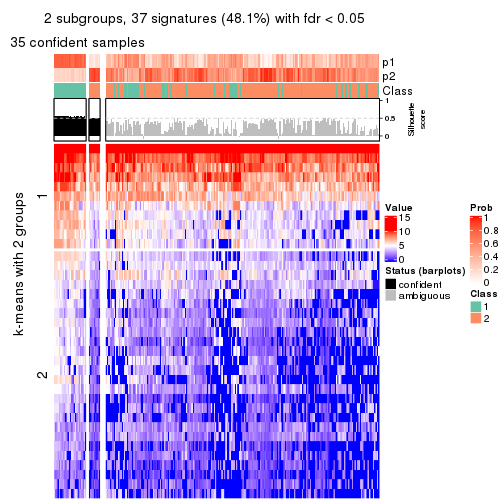 2 subgroups, 37 signatures (48.1%) with fdr < 0.05
35 confident samples
p1
p2
Class
1
0.5
0
Silhouette
score
k-means with 2 groups
1
2
Value
15
10
5
0
Status (barplots)
confident
ambiguous
Prob
1
0.8
0.6
0.4
0.2
0
Class
1
2